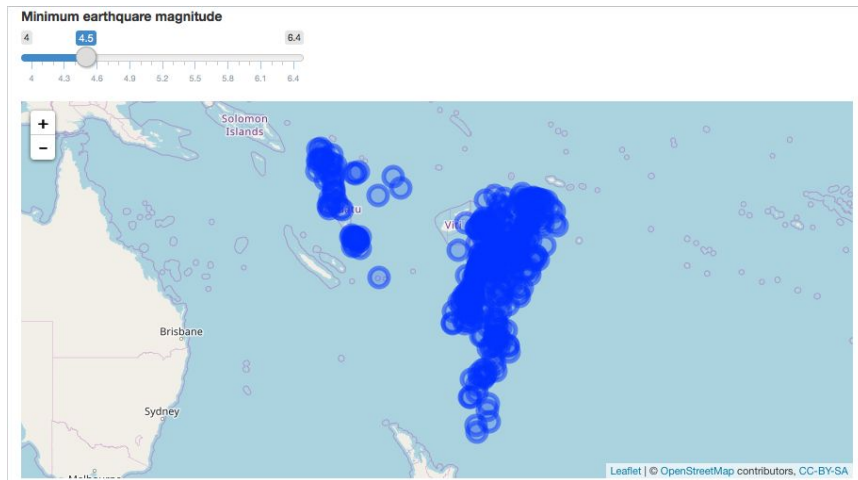 Minimum earthquare magnitude
4 4.5 6.4
4 4.3 4.6 4.9 5.2 5.5 5.8 6.1 6.4
+
−
Solomon
Islands
Brisbane
Sydney
Leaflet | © OpenStreetMap contributors, CC-BY-SA